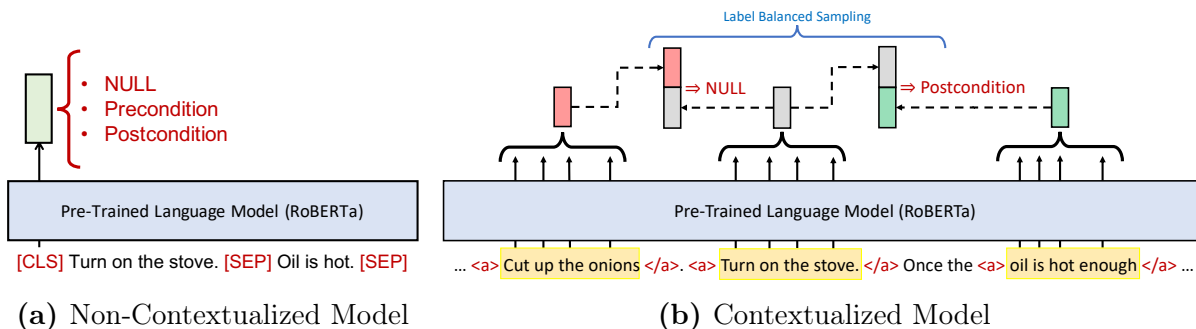 • NULL
• Precondition
• Postcondition
Pre-Trained Language Model (RoBERTa)
[CLS] Turn on the stove. [SEP] Oil is hot. [SEP]
(a) Non-Contextualized Model
Label Balanced Sampling
⇒ NULL
⇒ Postcondition
Pre-Trained Language Model (RoBERTa)
... <a> Cut up the onions </a>. <a> Turn on the stove. </a> Once the <a> oil is hot enough </a> ...
(b) Contextualized Model